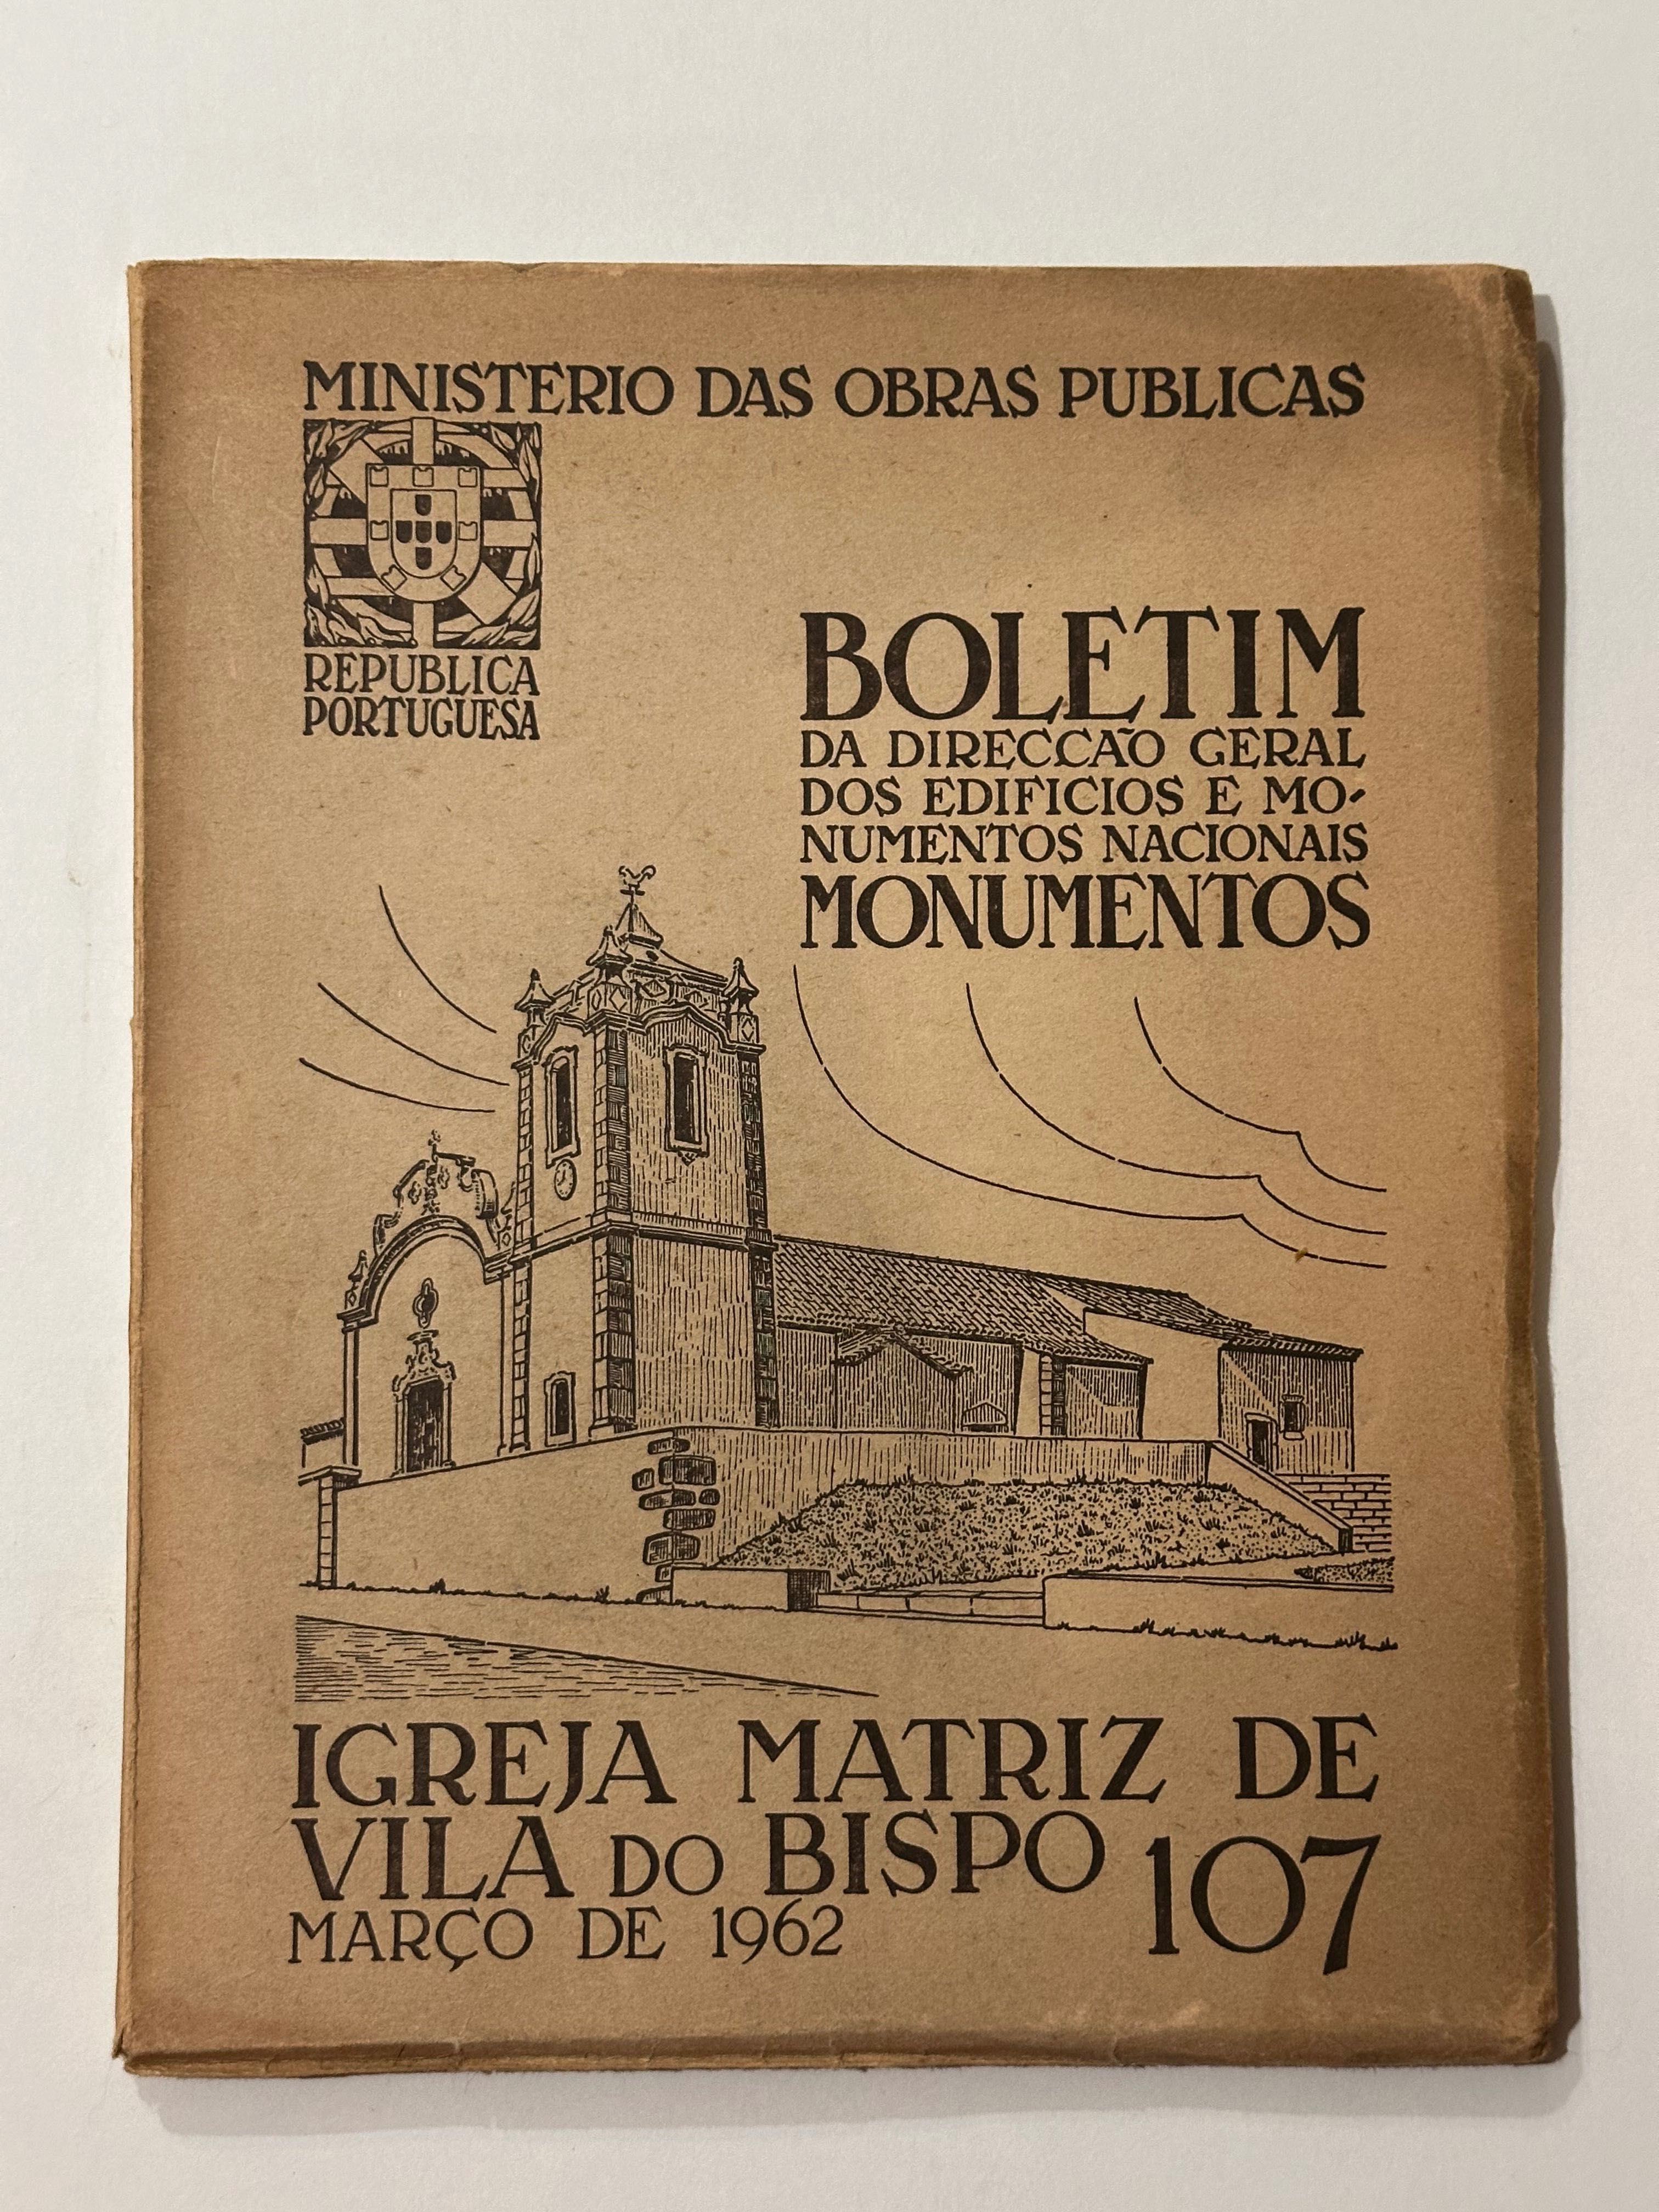 MINISTERIO DAS OBRAS PUBLICAS
REPUBLICA
PORTUGUESA
BOLETIM
DA DIRECCÃO GERAL
DOS EDIFICIOS E MO-
NUMENTOS NACIONAIS
MONUMENTOS
IGREJA MATRIZ DE
VILA DO BISPO 107
MARÇO DE 1962